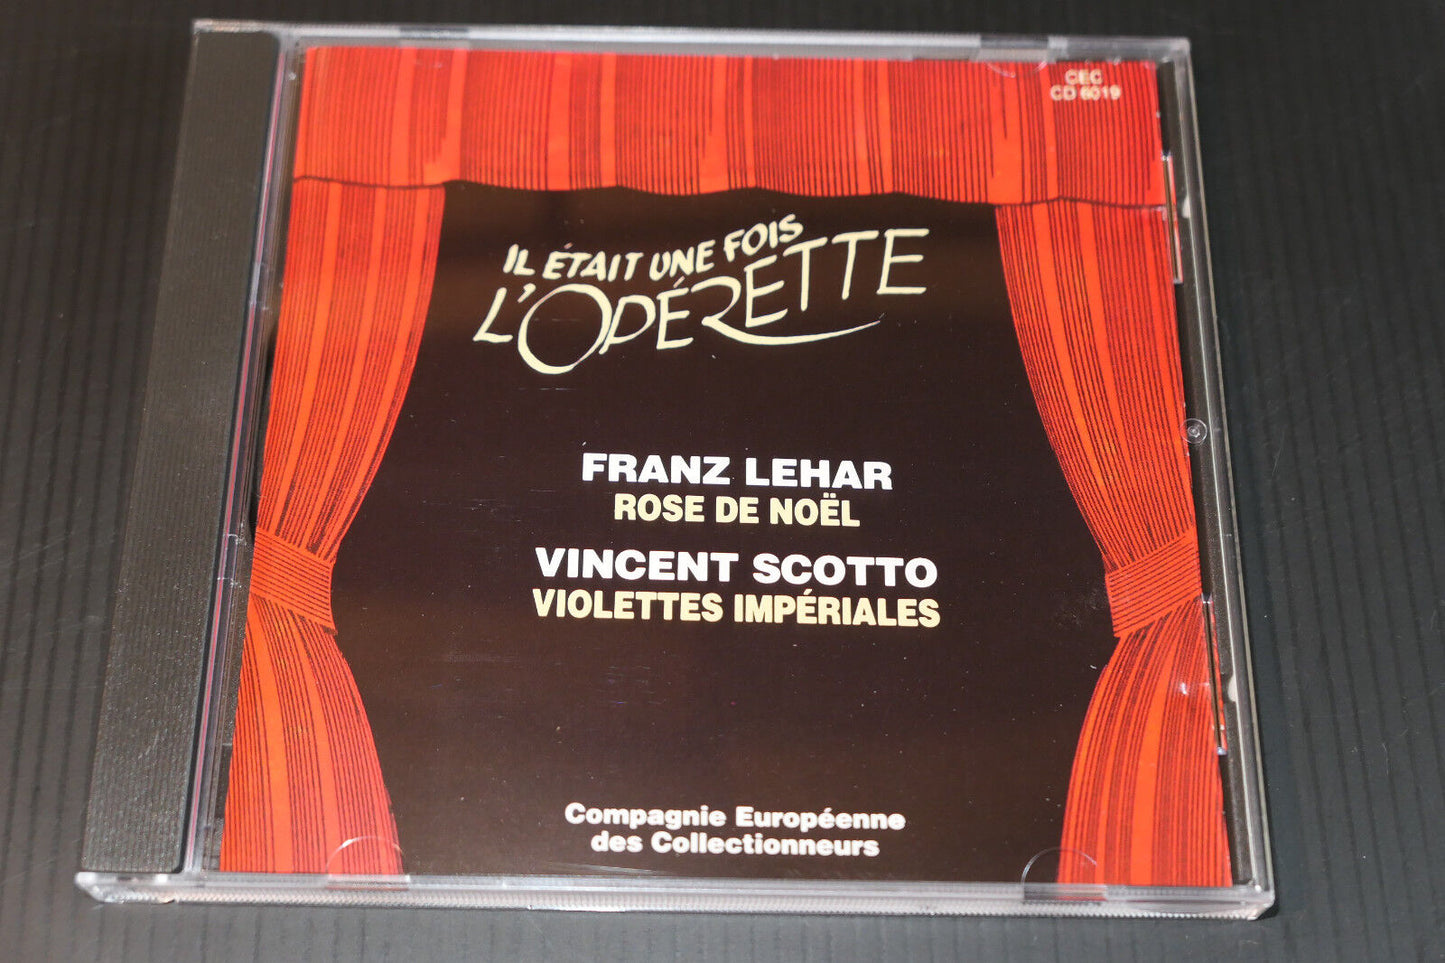 CEC
CD 6019
IL ÉTAIT UNE FOIS
L'OPÉRETTE
FRANZ LEHAR
ROSE DE NOËL
VINCENT SCOTTO
VIOLETTES IMPÉRIALES
Compagnie Européenne
des Collectionneurs